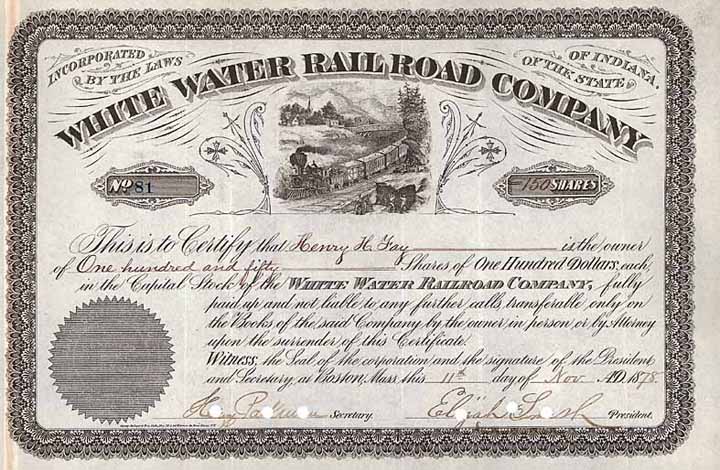 INCORPORATED BY THE LAWS OF THE STATE OF INDIANA.
WHITE WATER RAILROAD COMPANY
No. 81
150 SHARES
This is to Certify that Henry H. Fay is the owner
of One hundred and fifty Shares of One Hundred Dollars, each,
in the Capital Stock of the WHITE WATER RAILROAD COMPANY, fully
paid up and not liable to any further calls, transferable only on
the Books of the said Company by the owner in person or by Attorney
upon the surrender of this Certificate.
Witness, the Seal of the corporation and the signature of the President
and Secretary, at Boston, Mass. this 11th day of Nov AD. 1878.
Secretary. Elijah Smith President.